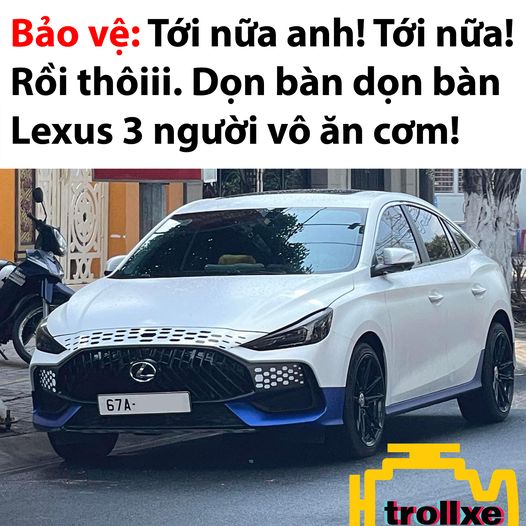 Bảo vệ: Tới nữa anh! Tới nữa!
Rồi thôiii. Dọn bàn dọn bàn
Lexus 3 người vô ăn cơm!
67A-
trollxe